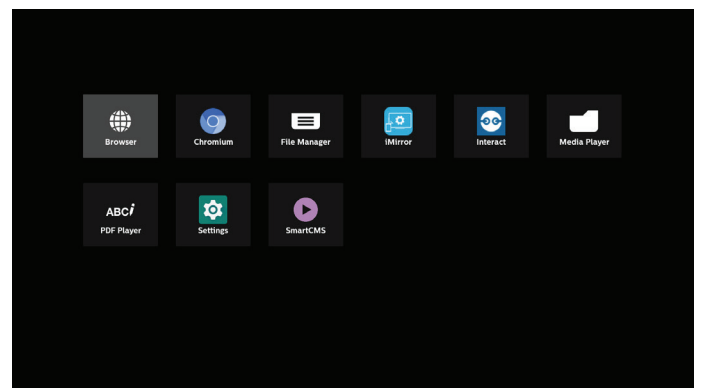 Browser
Chromium
File Manager
iMirror
Interact
Media Player
ABCi
PDF Player
Settings
SmartCMS